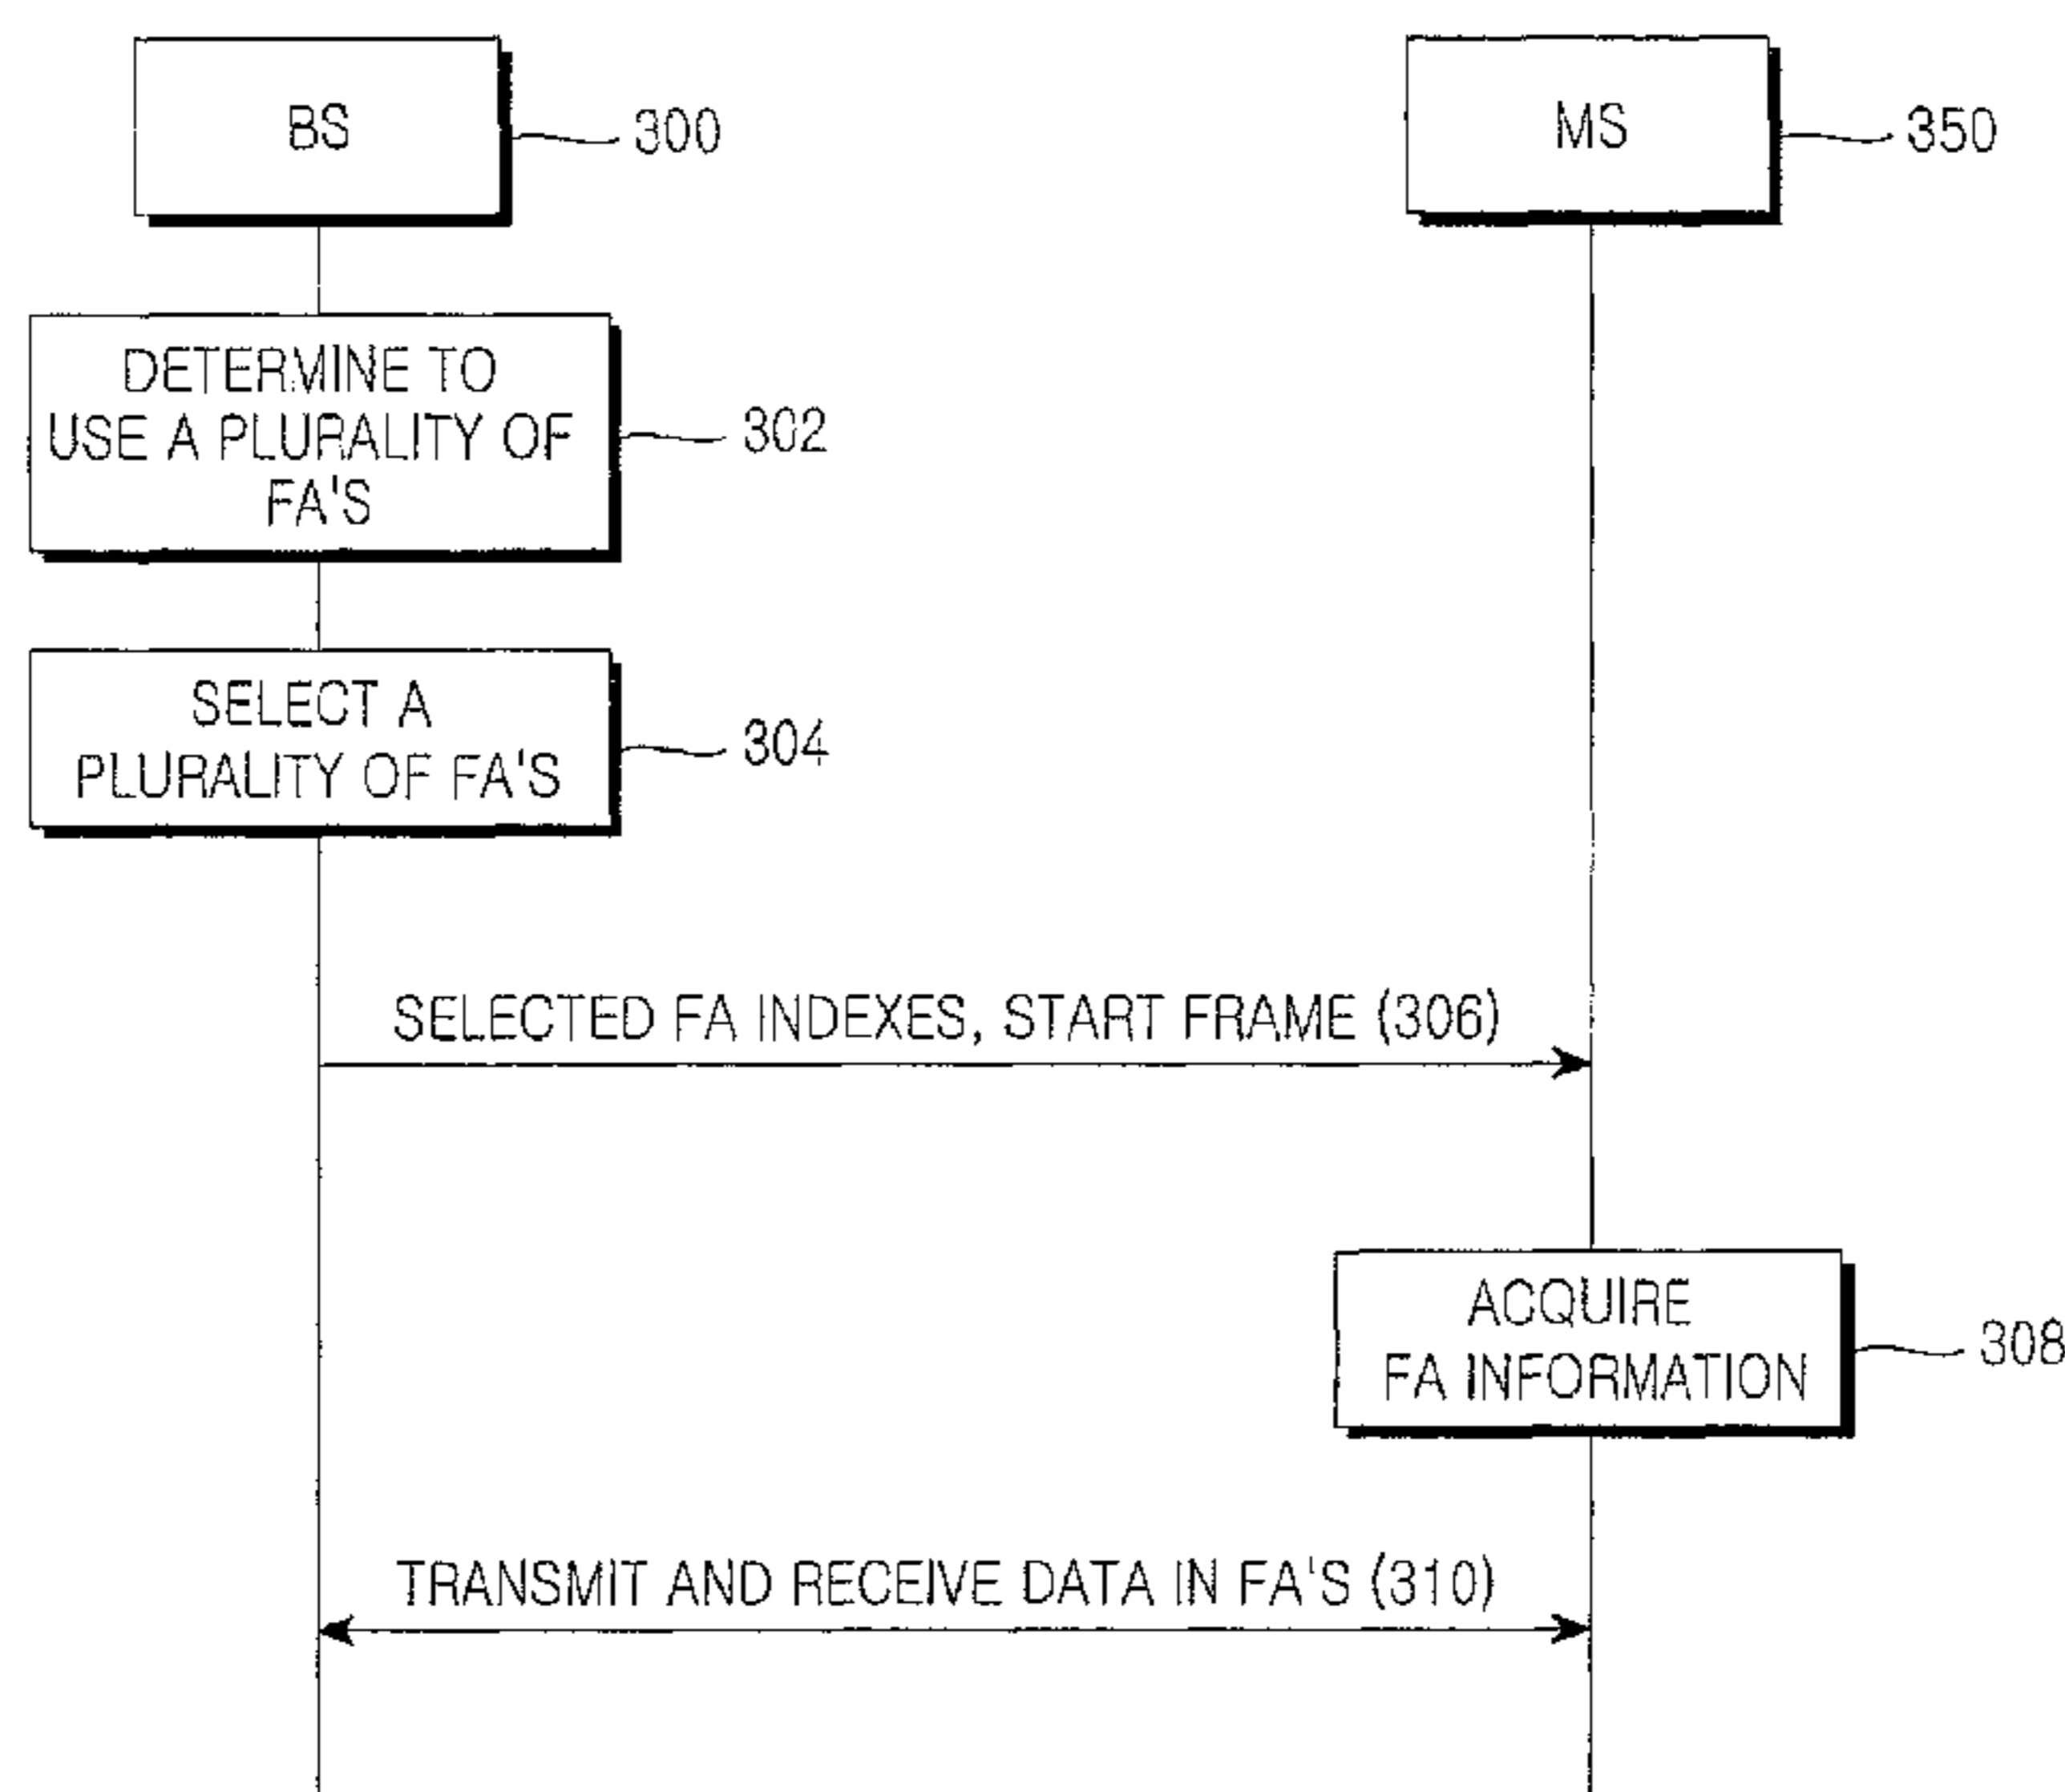 BS
300
MS
350
DETERMINE TO
USE A PLURALITY OF
FA'S
302
SELECT A
PLURALITY OF FA'S
304
SELECTED FA INDEXES, START FRAME (306)
ACQUIRE
FA INFORMATION
308
TRANSMIT AND RECEIVE DATA IN FA'S (310)